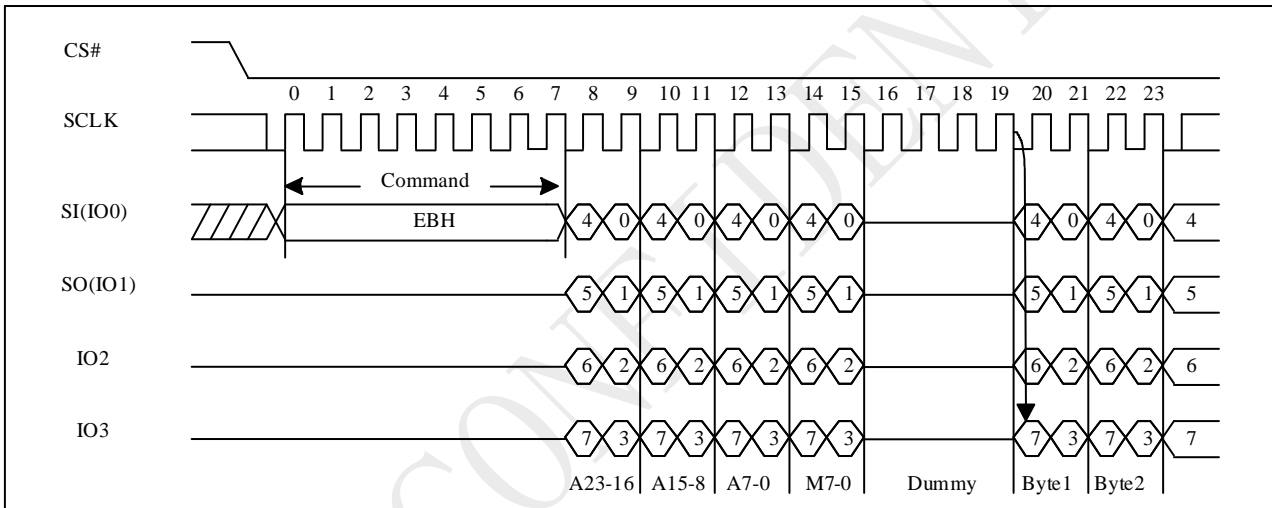 CS#
0 1 2 3 4 5 6 7 8 9 10 11 12 13 14 15 16 17 18 19 20 21 22 23
SCLK
Command
SI(IO0) EBH 4 0 4 0 4 0 4 0 4 0 4 0 4
SO(IO1) 5 1 5 1 5 1 5 1 5 1 5 1 5
IO2 6 2 6 2 6 2 6 2 6 2 6 2 6
IO3 7 3 7 3 7 3 7 3 7 3 7 3 7
A23-16 A15-8 A7-0 M7-0 Dummy Byte1 Byte2
CONFIDEN